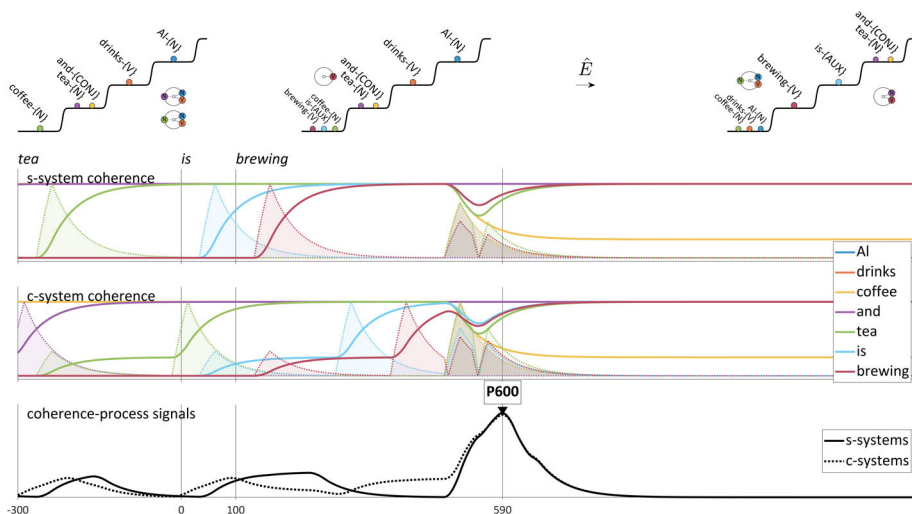 coffee-{N}
tea-{N}
and-{CONJ}
drinks-{V}
Al-{N}
N N V
N N V
brewing-{V}
is-{AUX}
coffee-{N}
tea-{N}
and-{CONJ}
drinks-{V}
Al-{N}
V
Ê
coffee-{N}
drinks-{V}
Al-{N}
brewing-{V}
is-{AUX}
tea-{N}
and-{CONJ}
N N V
N V
tea is brewing
s-system coherence
c-system coherence
Al
drinks
coffee
and
tea
is
brewing
coherence-process signals
P600
s-systems
c-systems
-300 0 100 590